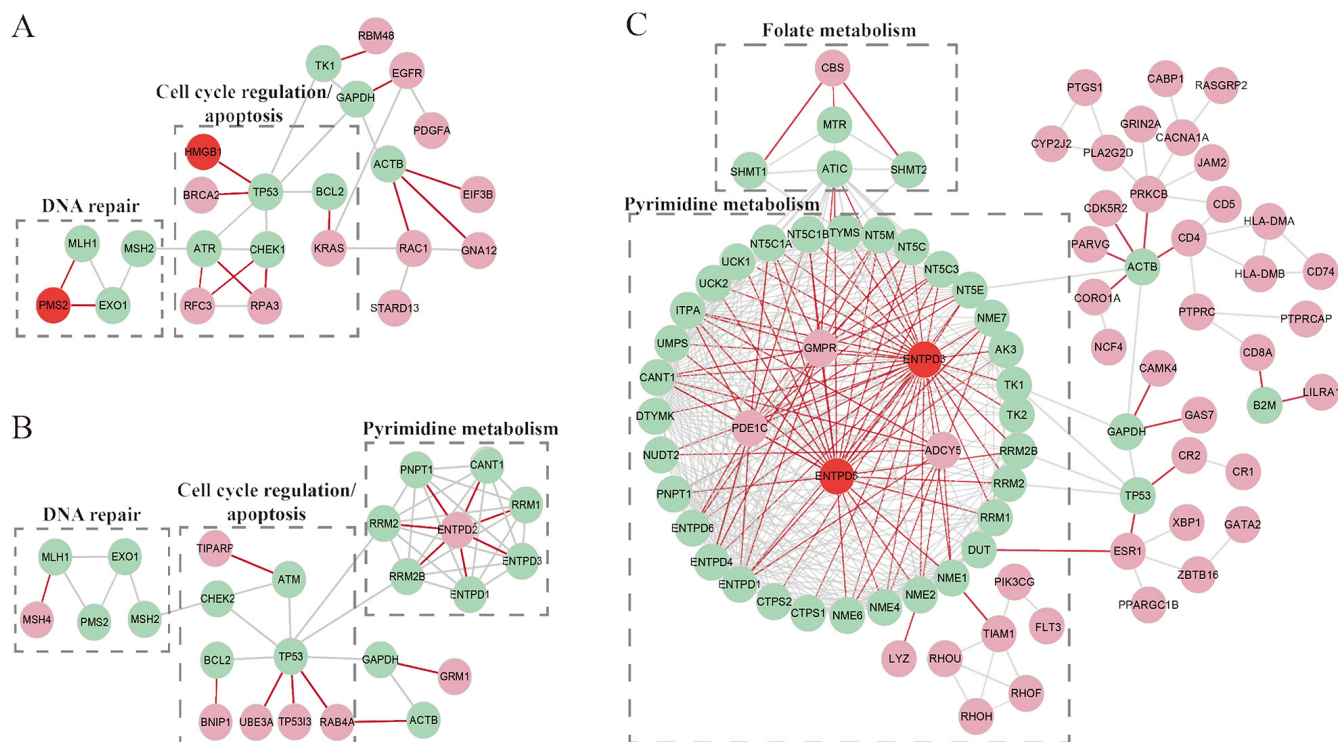 A
RBM48
TK1
EGFR
GAPDH
Cell cycle regulation/
apoptosis
PDGFA
HMGB1
ACTB
TP53
BCL2
BRCA2
EIF3B
DNA repair
MLH1
MSH2
ATR
CHEK1
KRAS
RAC1
GNA12
PMS2
EXO1
RFC3
RPA3
STARD13
B
Pyrimidine metabolism
PNPT1
CANT1
Cell cycle regulation/
apoptosis
RRM1
DNA repair
RRM2
ENTPD2
TIPARP
MLH1
EXO1
ATM
ENTPD3
RRM2B
CHEK2
ENTPD1
MSH4
PMS2
MSH2
BCL2
TP53
GAPDH
GRM1
BNIP1
UBE3A
TP53I3
RAB4A
ACTB
C
Folate metabolism
CBS
MTR
SHMT1
ATIC
SHMT2
Pyrimidine metabolism
NT5C1B
TYMS
NT5M
NT5C1A
NT5C
UCK1
NT5C3
UCK2
NT5E
ITPA
NME7
UMPS
GMPR
ENTPD3
AK3
CANT1
TK1
DTYMK
TK2
PDE1C
ADCY5
NUDT2
RRM2B
ENTPD5
RRM2
PNPT1
RRM1
ENTPD6
DUT
ENTPD4
NME1
ENTPD1
NME2
CTPS2
CTPS1
NME6
NME4
PIK3CG
TIAM1
FLT3
LYZ
RHOU
RHOF
RHOH
CABP1
PTGS1
RASGRP2
GRIN2A
CACNA1A
CYP2J2
PLA2G2D
JAM2
PRKCB
CDK5R2
CD5
HLA-DMA
PARVG
CD4
ACTB
HLA-DMB
CD74
CORO1A
PTPRC
PTPRCAP
NCF4
CD8A
CAMK4
LILRA1
B2M
GAPDH
GAS7
CR2
CR1
TP53
XBP1
GATA2
ESR1
ZBTB16
PPARGC1B